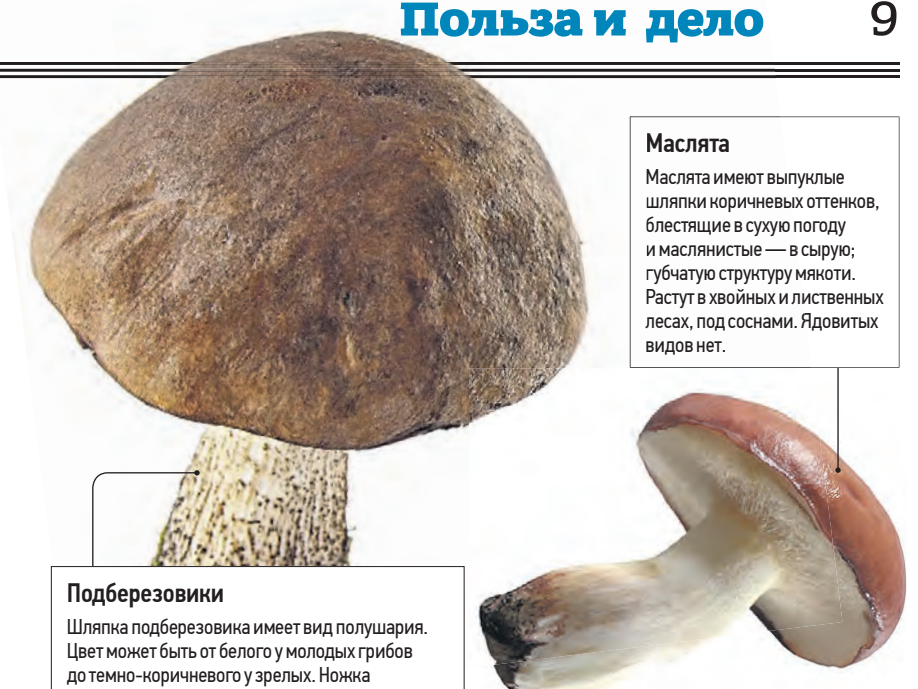 Польза и дело
9
Маслята
Маслята имеют выпуклые
шляпки коричневых оттенков,
блестящие в сухую погоду
и маслянистые — в сырую;
губчатую структуру мякоти.
Растут в хвойных и лиственных
лесах, под соснами. Ядовитых
видов нет.
Подберезовики
Шляпка подберезовика имеет вид полушария.
Цвет может быть от белого у молодых грибов
до темно-коричневого у зрелых. Ножка